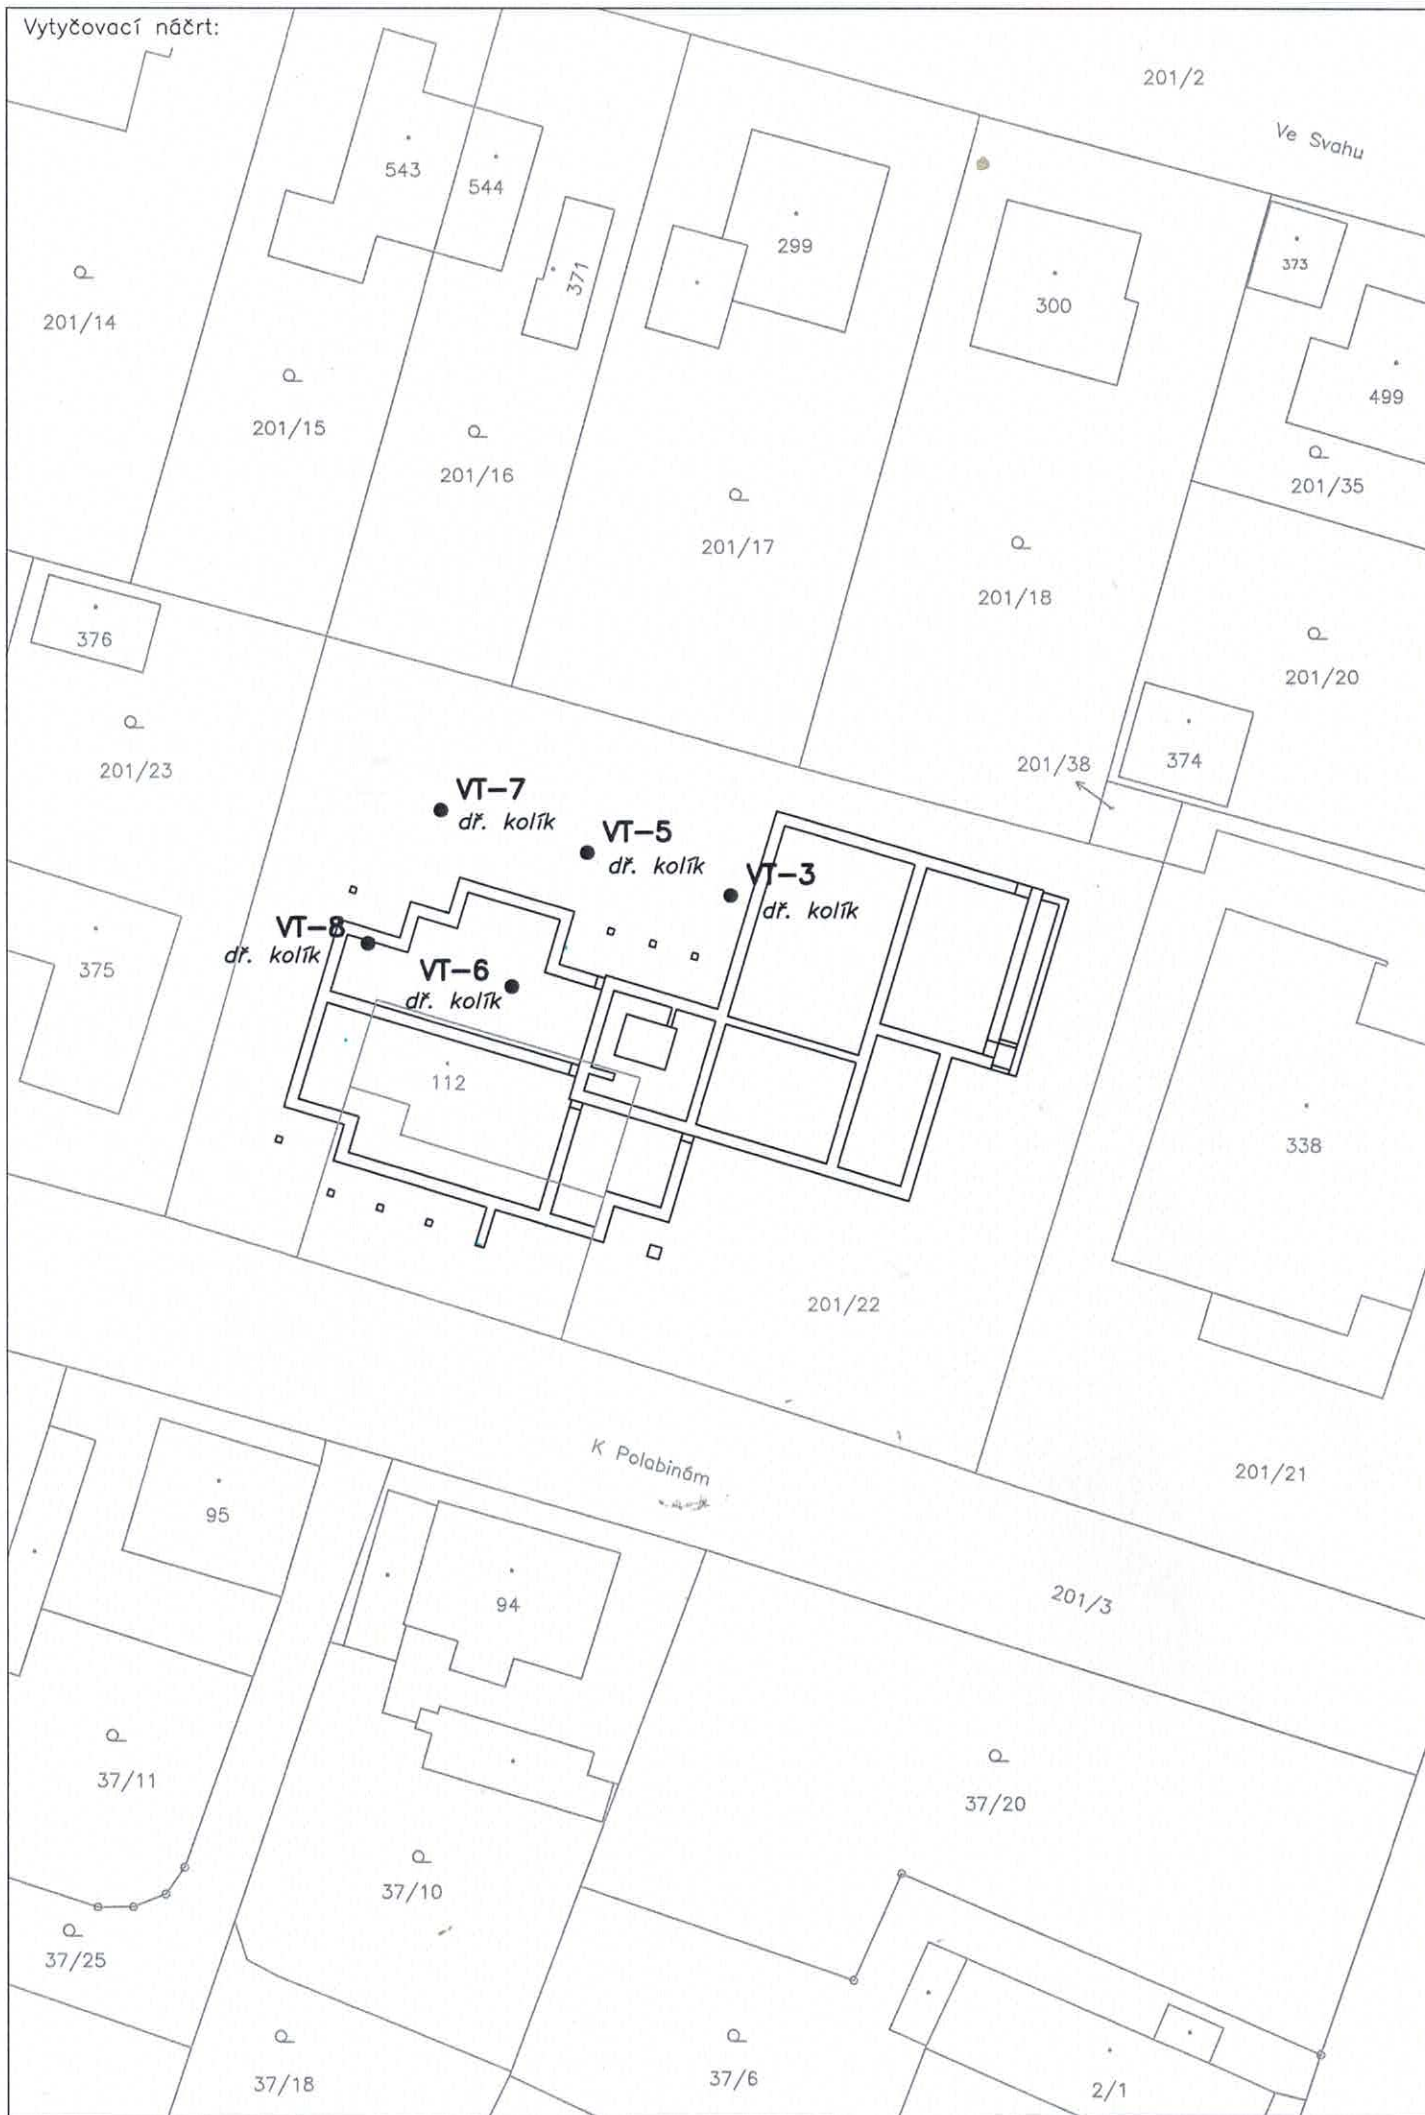 Vytyčovací náčrt:
201/2
Ve Svahu
543
544
371
299
300
373
499
201/14
201/15
201/16
201/17
201/18
201/35
201/20
376
201/23
201/38
374
VT-7
dř. kolík
VT-5
dř. kolík
VT-3
dř. kolík
VT-8
dř. kolík
VT-6
dř. kolík
375
112
338
201/22
201/21
K Polabinám
95
94
201/3
37/11
37/20
37/10
37/25
37/18
37/6
2/1